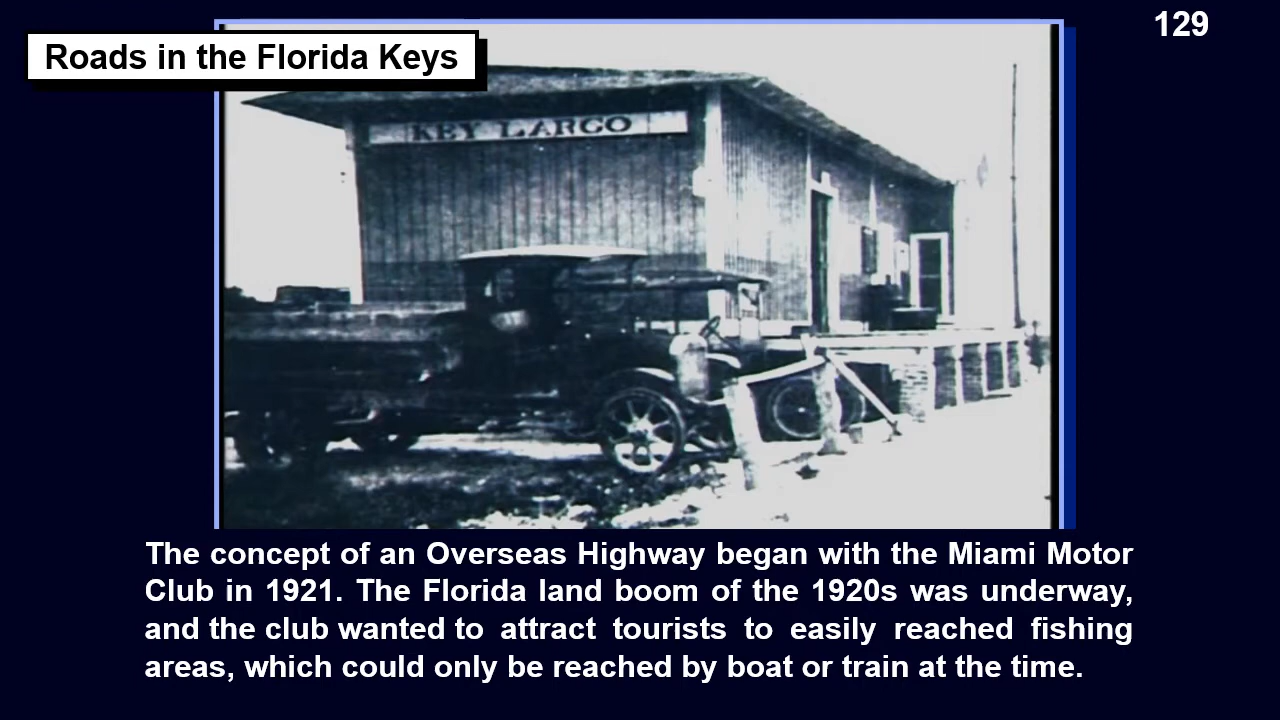 129
Roads in the Florida Keys
KEY LARGO
The concept of an Overseas Highway began with the Miami Motor
Club in 1921. The Florida land boom of the 1920s was underway,
and the club wanted to attract tourists to easily reached fishing
areas, which could only be reached by boat or train at the time.